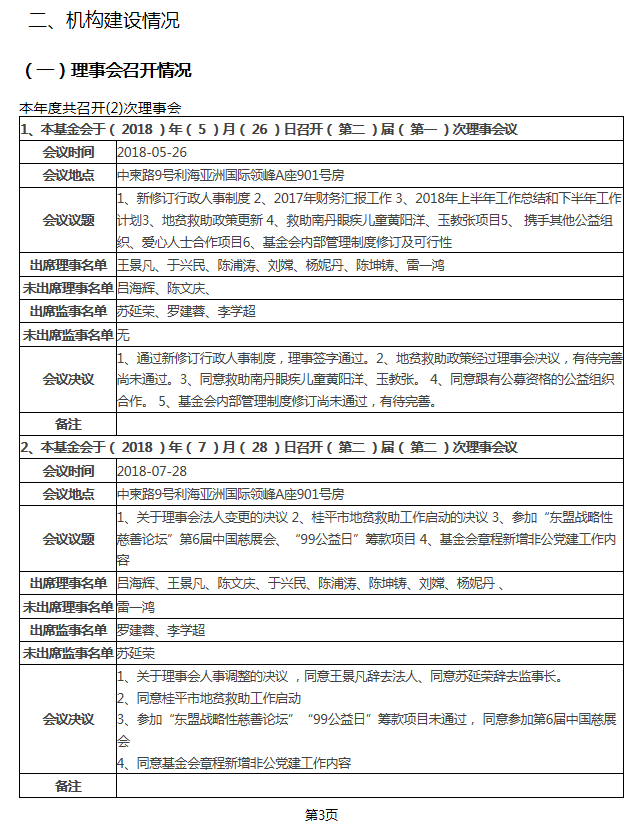 二、机构建设情况
（一）理事会召开情况
本年度共召开(2)次理事会
1、本基金会于（ 2018 ）年（ 5 ）月（ 26 ）日召开（ 第二 ）届（ 第一 ）次理事会议
会议时间 2018-05-26
会议地点 中柬路9号利海亚洲国际领峰A座901号房
会议议题 1、新修订行政人事制度 2、2017年财务汇报工作 3、2018年上半年工作总结和下半年工作
计划3、地贫救助政策更新 4、救助南丹眼疾儿童黄阳洋、玉教张项目5、 携手其他公益组
织、爱心人士合作项目6、基金会内部管理制度修订及可行性
出席理事名单 王景凡、于兴民、陈浦涛、刘嫦、杨妮丹、陈坤铸、雷一鸿
未出席理事名单 吕海辉、陈文庆、
出席监事名单 苏延荣、罗建蓉、李学超
未出席监事名单 无
会议决议 1、通过新修订行政人事制度，理事签字通过。2、地贫救助政策经过理事会决议，有待完善
尚未通过。3、同意救助南丹眼疾儿童黄阳洋、玉教张。 4、同意跟有公募资格的公益组织
合作。 5、基金会内部管理制度修订尚未通过，有待完善。
备注
2、本基金会于（ 2018 ）年（ 7 ）月（ 28 ）日召开（ 第二 ）届（ 第二 ）次理事会议
会议时间 2018-07-28
会议地点 中柬路9号利海亚洲国际领峰A座901号房
会议议题 1、关于理事会法人变更的决议 2、桂平市地贫救助工作启动的决议 3、参加“东盟战略性
慈善论坛”第6届中国慈展会、“99公益日”筹款项目 4、基金会章程新增非公党建工作内
容
出席理事名单 吕海辉、王景凡、陈文庆、于兴民、陈浦涛、陈坤铸、刘嫦、杨妮丹 、
未出席理事名单 雷一鸿
出席监事名单 罗建蓉、李学超
未出席监事名单 苏延荣
会议决议 1、关于理事会人事调整的决议 ，同意王景凡辞去法人、同意苏延荣辞去监事长。
2、同意桂平市地贫救助工作启动
3、参加“东盟战略性慈善论坛”“99公益日”筹款项目未通过， 同意参加第6届中国慈展
会
4、同意基金会章程新增非公党建工作内容
备注
第3页